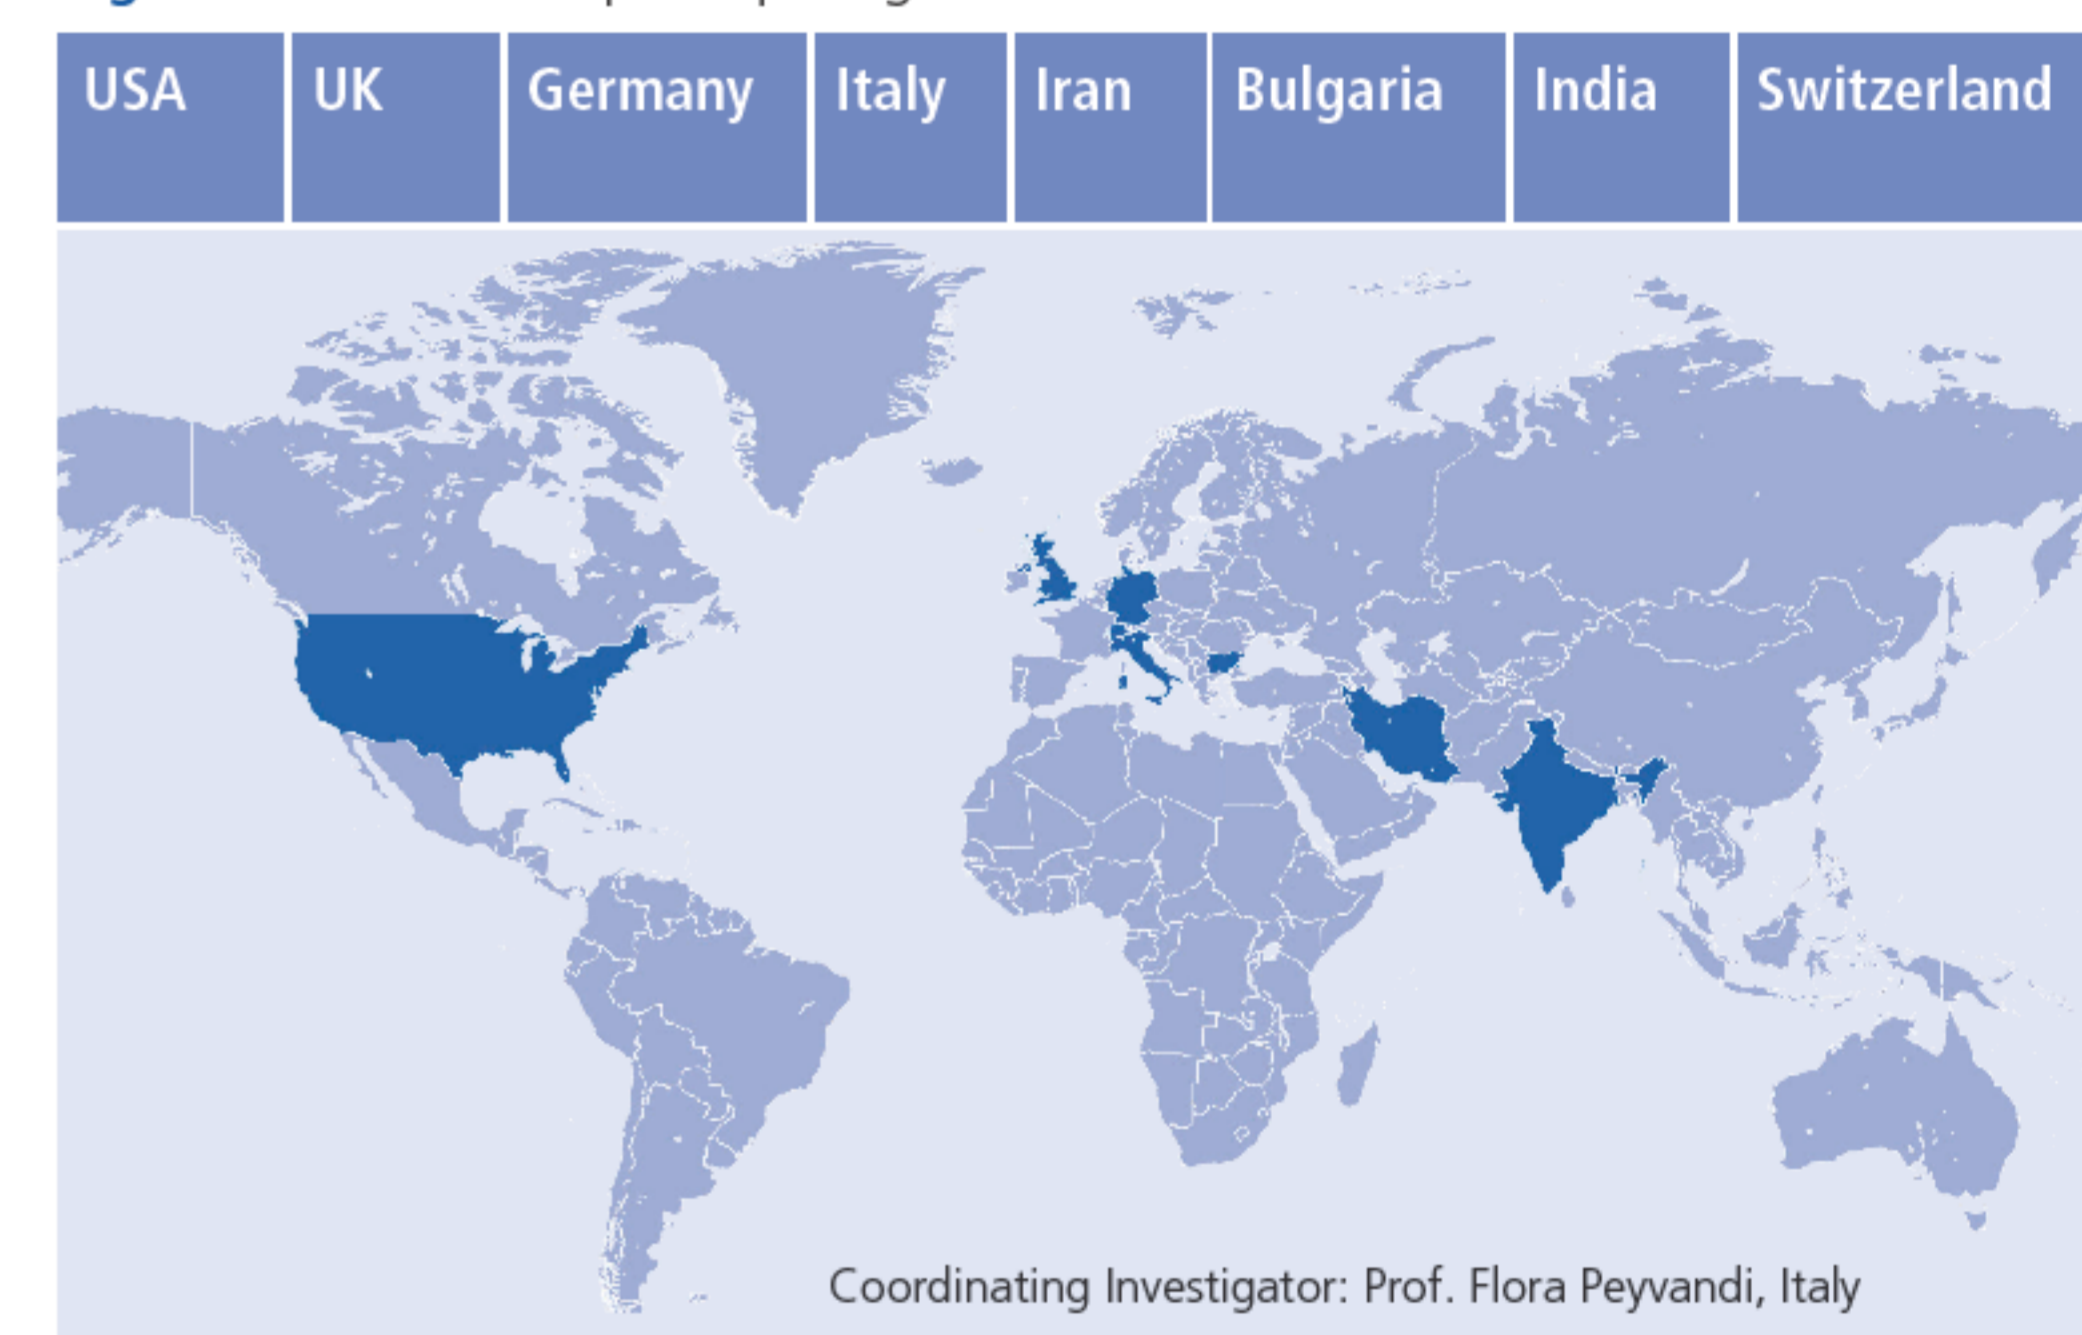 USA UK Germany Italy Iran Bulgaria India Switzerland
Coordinating Investigator: Prof. Flora Peyvandi, Italy